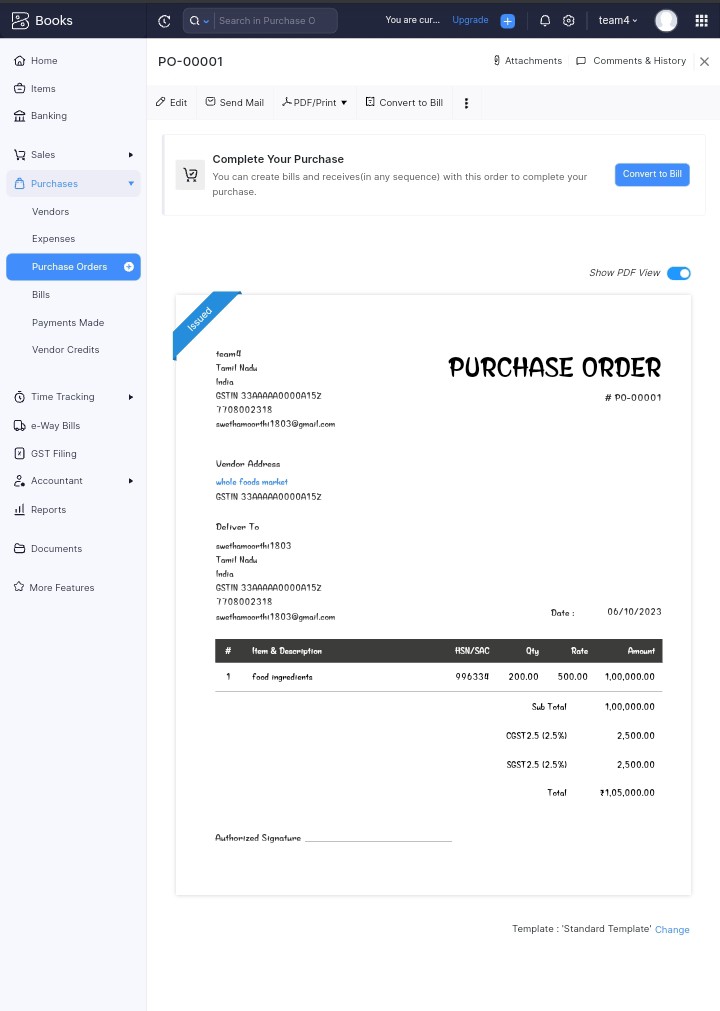 Books
Search in Purchase O
You are cur... Upgrade
team4
Home
Items
Banking
Sales
Purchases
Vendors
Expenses
Purchase Orders
Bills
Payments Made
Vendor Credits
Time Tracking
e-Way Bills
GST Filing
Accountant
Reports
Documents
More Features
PO-00001
Attachments
Comments & History
Edit
Send Mail
PDF/Print
Convert to Bill
Complete Your Purchase
You can create bills and receives(in any sequence) with this order to complete your
purchase.
Convert to Bill
Show PDF View
Issued
team4
Tamil Nadu
India
GSTIN 33AAAAA0000A15Z
7708002318
swethamoorthi1803@gmail.com
PURCHASE ORDER
# PO-00001
Vendor Address
whole foods market
GSTIN 33AAAAA0000A15Z
Deliver To
swethamoorthi1803
Tamil Nadu
India
GSTIN 33AAAAA0000A15Z
7708002318
swethamoorthi1803@gmail.com
Date : 06/10/2023
# Item & Description HSN/SAC Qty Rate Amount
1 food ingredients 996334 200.00 500.00 1,00,000.00
Sub Total 1,00,000.00
CGST2.5 (2.5%) 2,500.00
SGST2.5 (2.5%) 2,500.00
Total ₹1,05,000.00
Authorized Signature
Template : 'Standard Template' Change